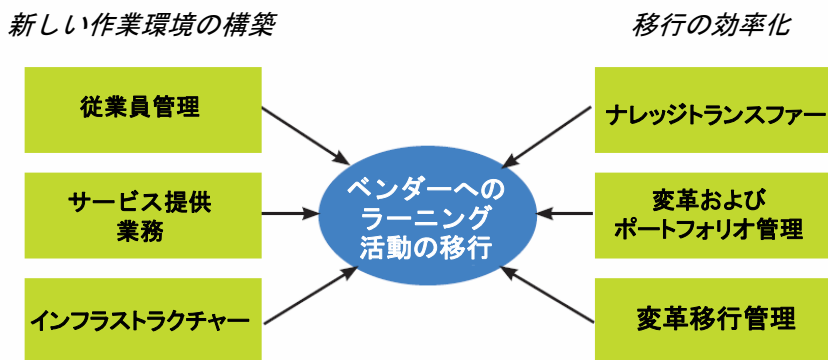 新しい作業環境の構築
移行の効率化
従業員管理
サービス提供
業務
インフラストラクチャー
ベンダーへの
ラーニング
活動の移行
ナレッジトランスファー
変革および
ポートフォリオ管理
変革移行管理